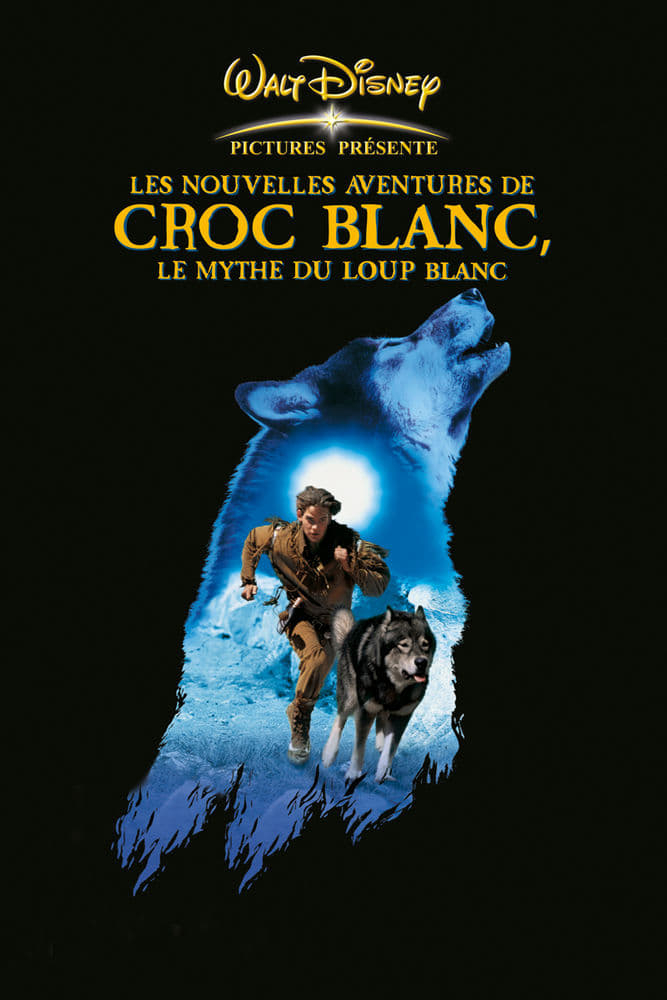 WALT DISNEY
PICTURES PRÉSENTE
LES NOUVELLES AVENTURES DE
CROC BLANC,
LE MYTHE DU LOUP BLANC